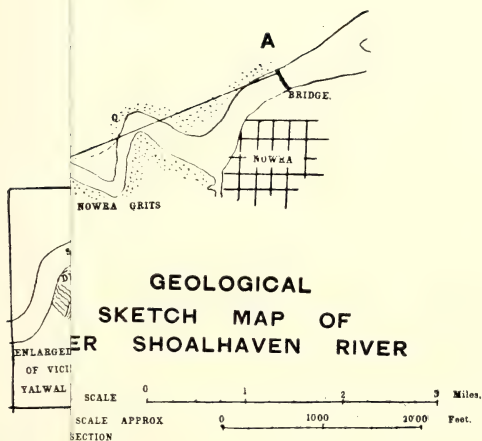 A
BRIDGE.
Q.
NOWRA
NOWRA GRITS
GEOLOGICAL
SKETCH MAP OF
ER SHOALHAVEN RIVER
ENLARGED
OF VICI
YALWAL
SCALE 0 1 2 3 Miles.
SCALE APPROX 0 1000 2000 Feet.
SECTION